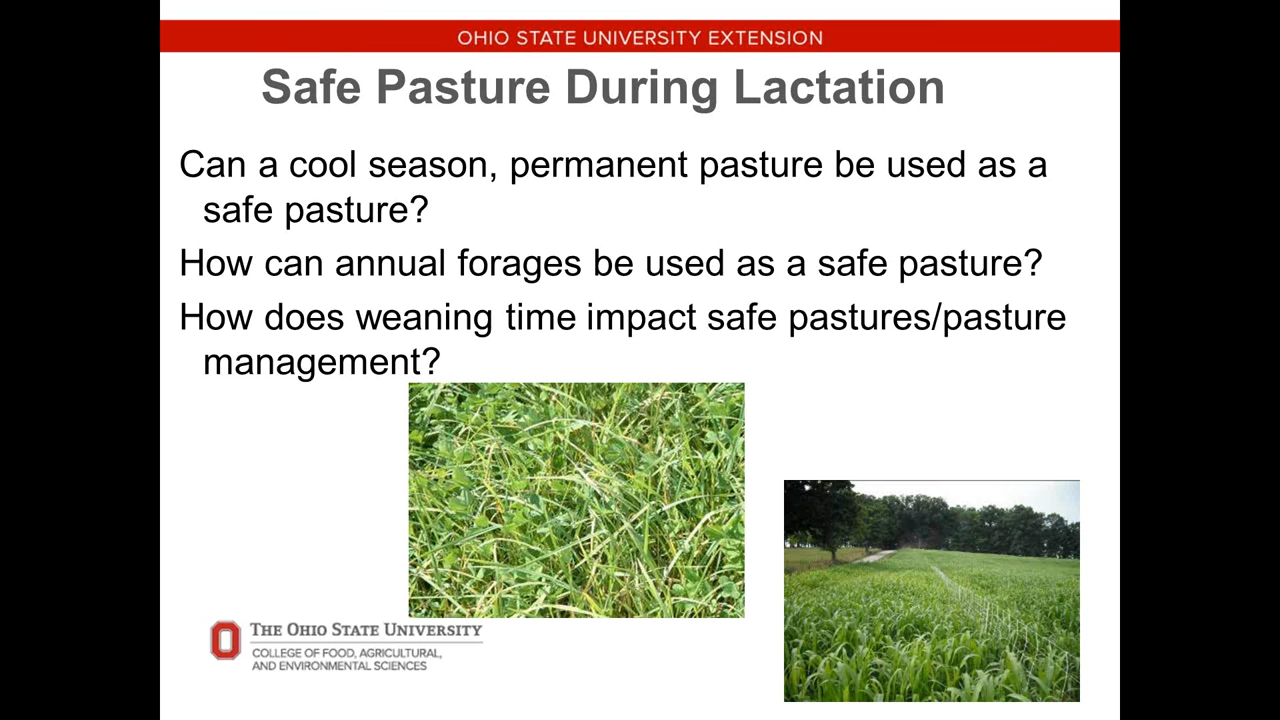 OHIO STATE UNIVERSITY EXTENSION
Safe Pasture During Lactation
Can a cool season, permanent pasture be used as a
safe pasture?
How can annual forages be used as a safe pasture?
How does weaning time impact safe pastures/pasture
management?
THE OHIO STATE UNIVERSITY
COLLEGE OF FOOD, AGRICULTURAL,
AND ENVIRONMENTAL SCIENCES